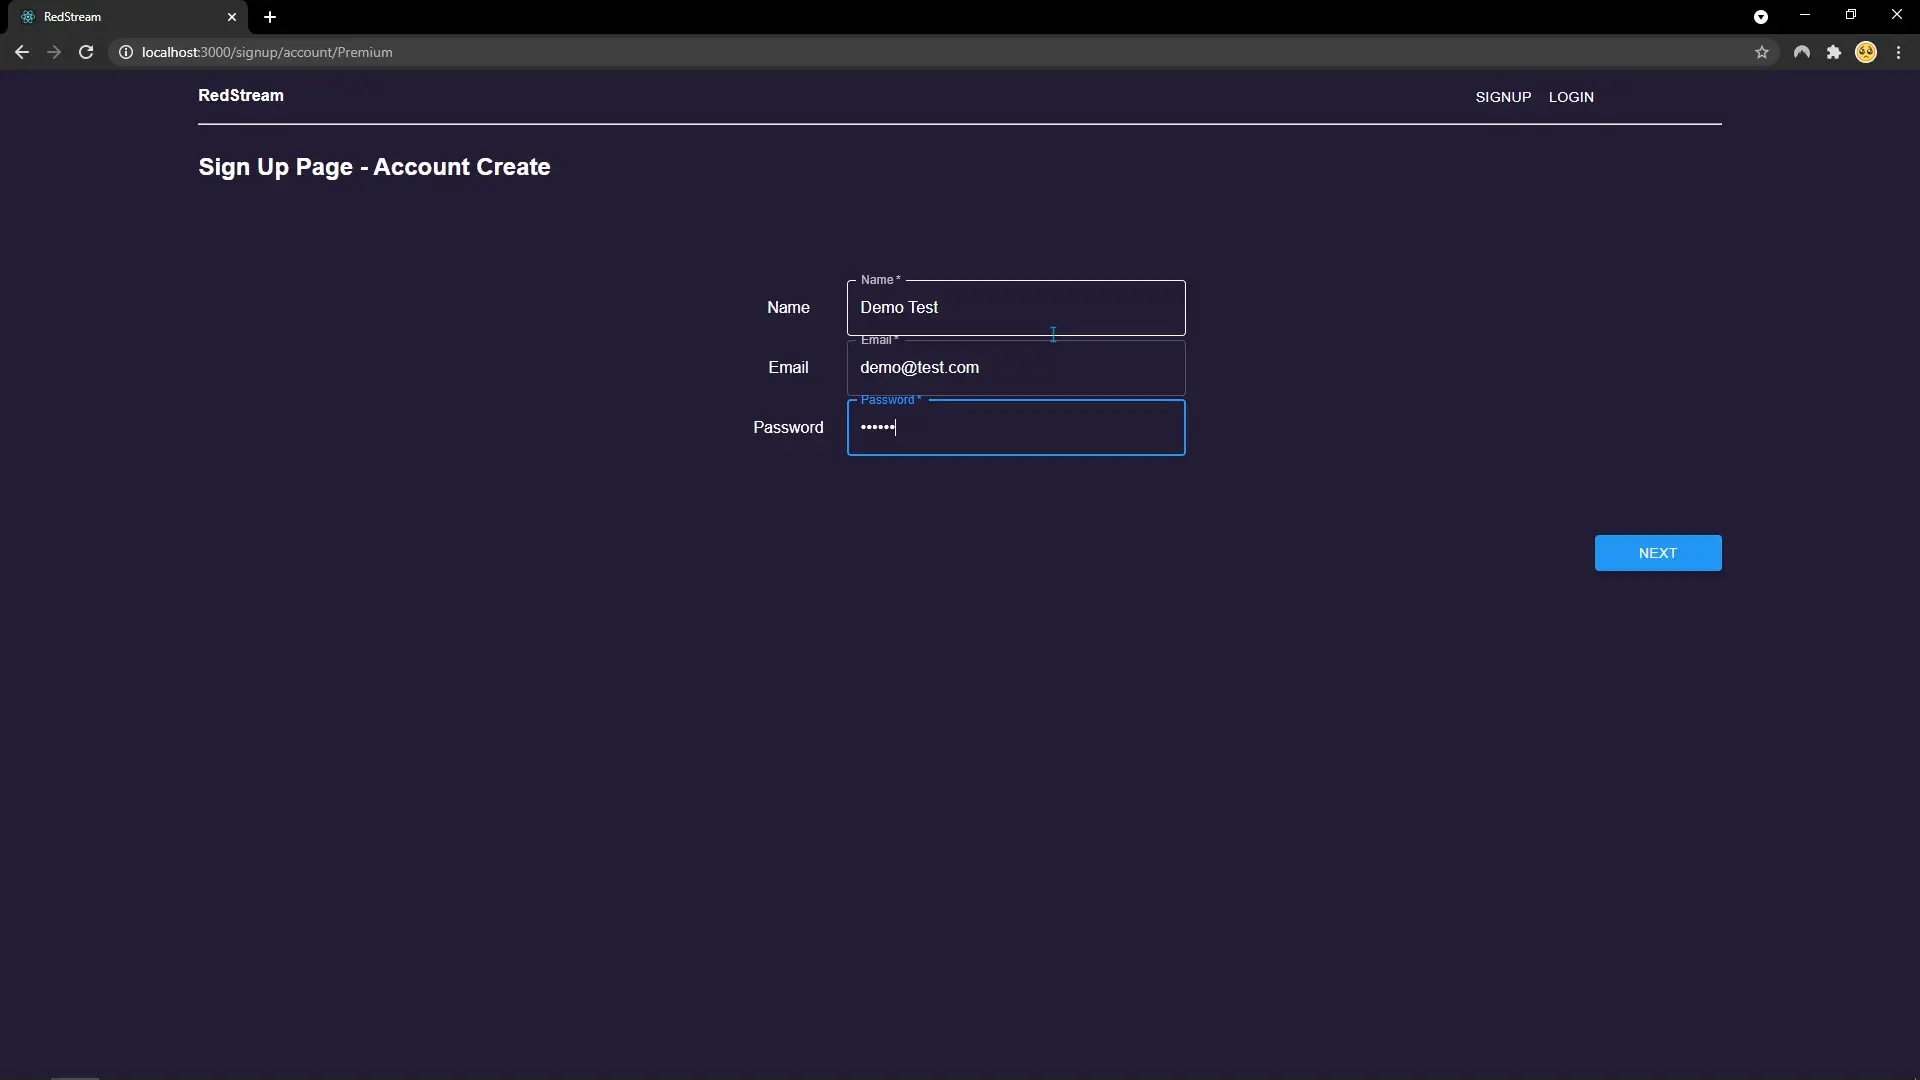 RedStream
localhost:3000/signup/account/Premium
RedStream
SIGNUP LOGIN
Sign Up Page - Account Create
Name *
Name Demo Test
Email *
Email demo@test.com
Password *
Password ••••••
NEXT